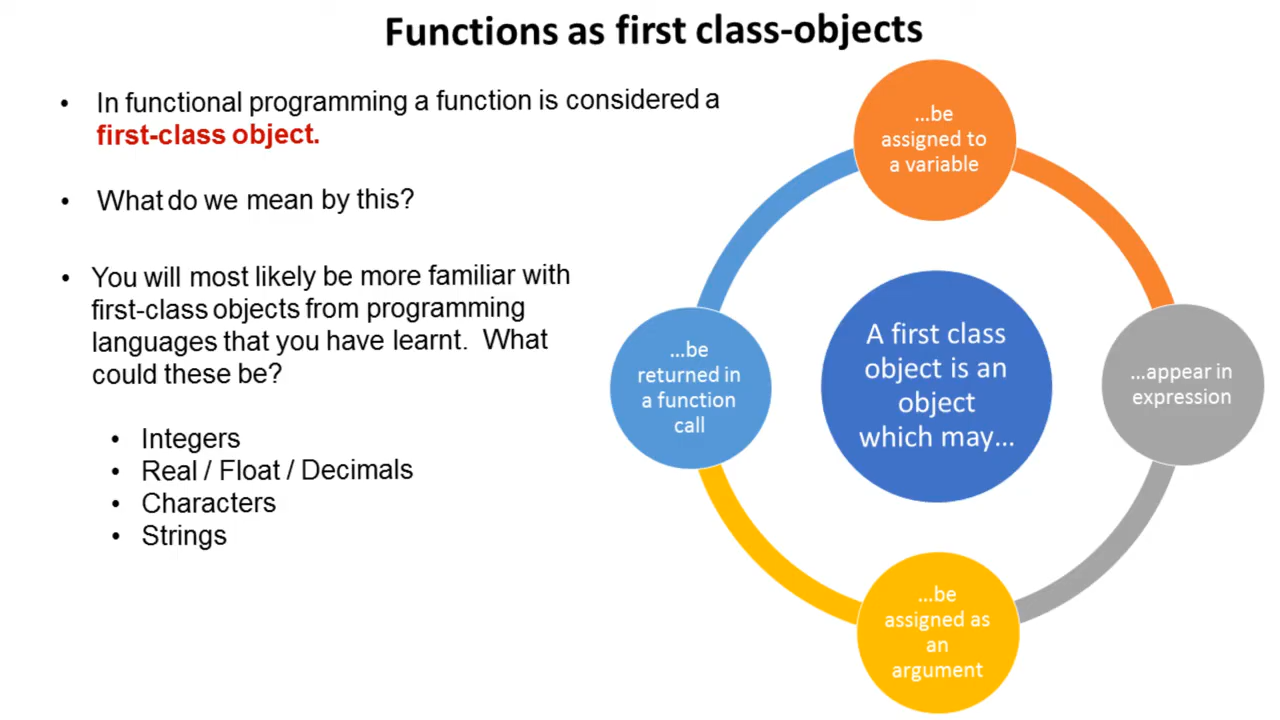 Functions as first class-objects
• In functional programming a function is considered a
first-class object.
• What do we mean by this?
• You will most likely be more familiar with
first-class objects from programming
languages that you have learnt.  What
could these be?
• Integers
• Real / Float / Decimals
• Characters
• Strings
A first class
object is an
object
which may...
...be
assigned to
a variable
...appear in
expression
...be
assigned as
an
argument
...be
returned in
a function
call